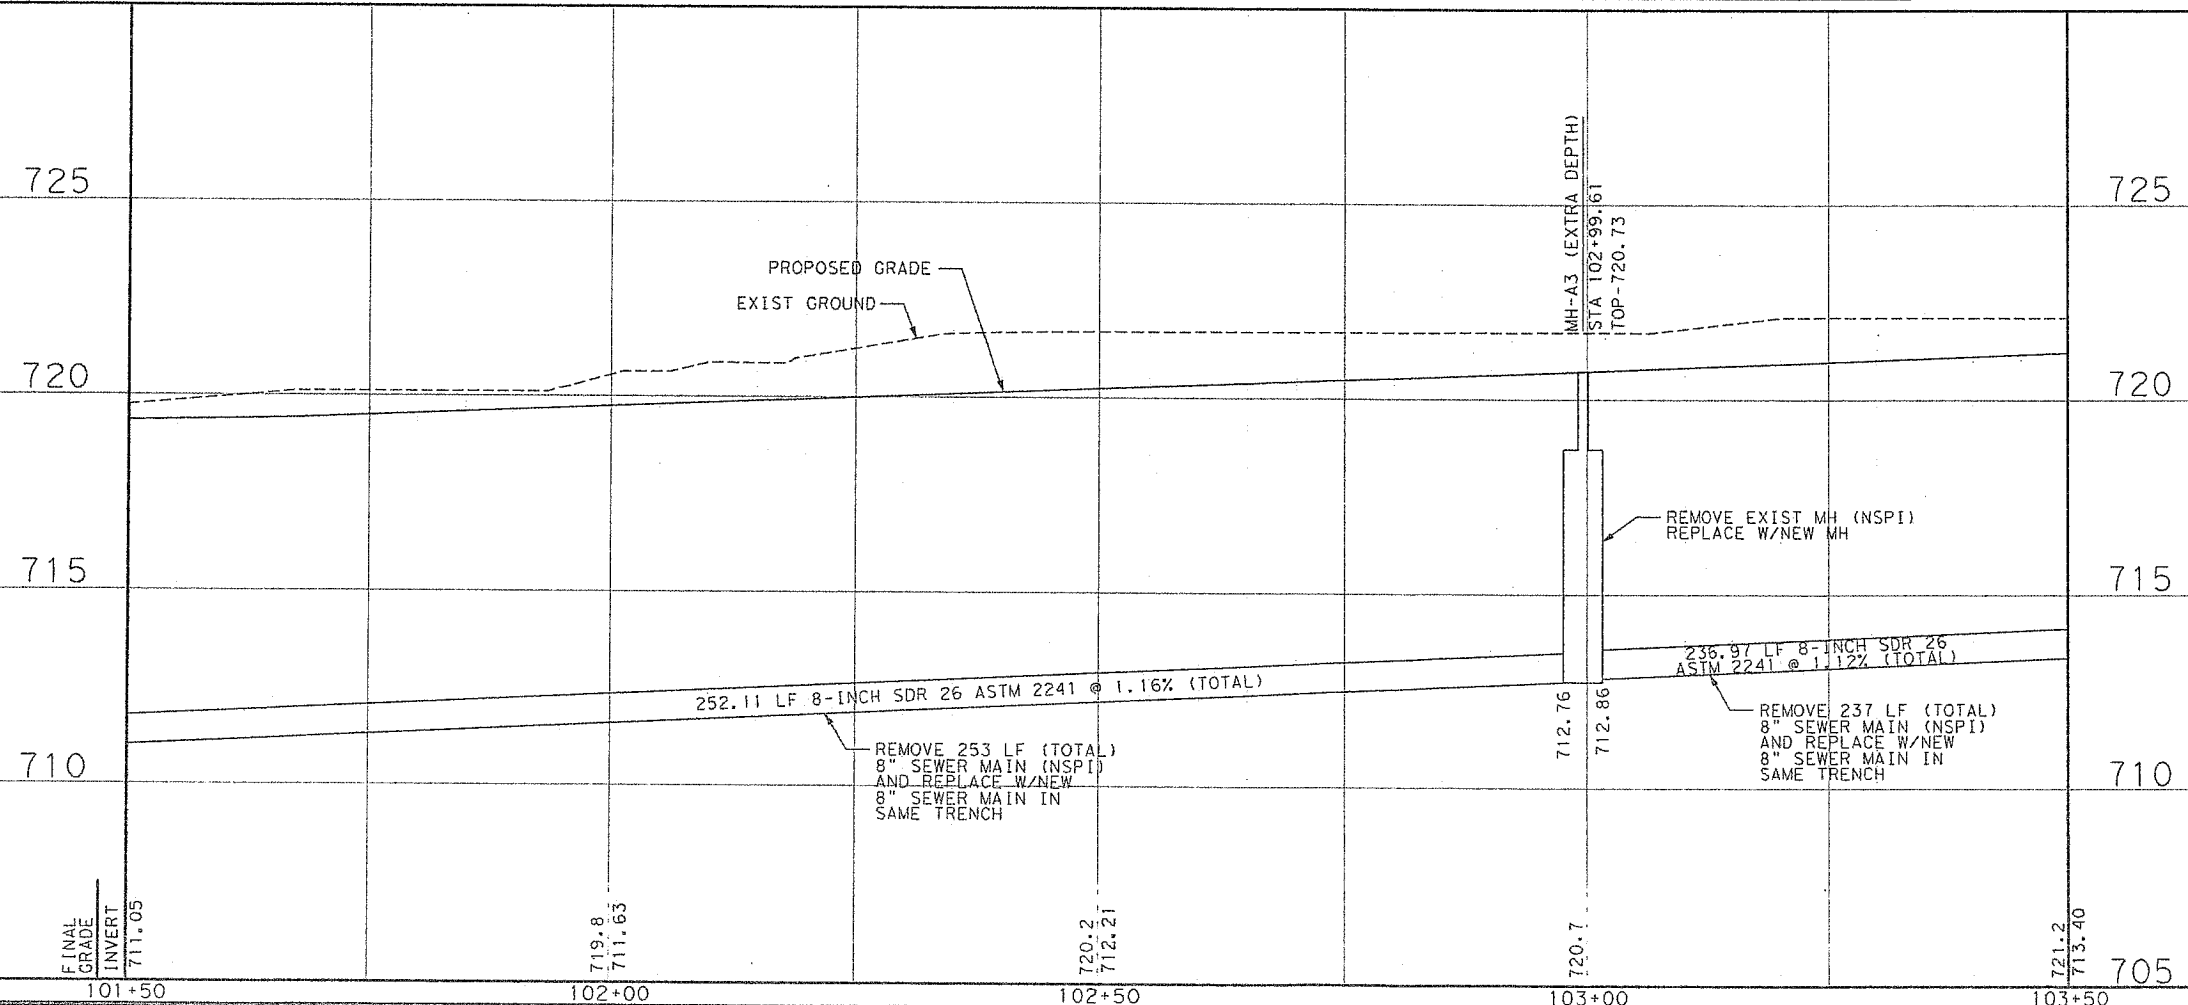 MH-A3 (EXTRA DEPTH)
STA 102+99.61
TOP-720.73
725
725
PROPOSED GRADE
EXIST GROUND
720
720
REMOVE EXIST MH (NSPI)
REPLACE W/NEW MH
715
715
236.97 LF 8-INCH SDR 26
ASTM 2241 @ 1.12% (TOTAL)
252.11 LF 8-INCH SDR 26 ASTM 2241 @ 1.16% (TOTAL)
712.76
712.86
REMOVE 237 LF (TOTAL)
8" SEWER MAIN (NSPI)
AND REPLACE W/NEW
8" SEWER MAIN IN
SAME TRENCH
REMOVE 253 LF (TOTAL)
8" SEWER MAIN (NSPI)
AND REPLACE W/NEW
8" SEWER MAIN IN
SAME TRENCH
710
710
FINAL
GRADE
INVERT
711.05
719.8
711.63
720.2
712.21
720.7
721.2
713.40
705
101+50
102+00
102+50
103+00
103+50